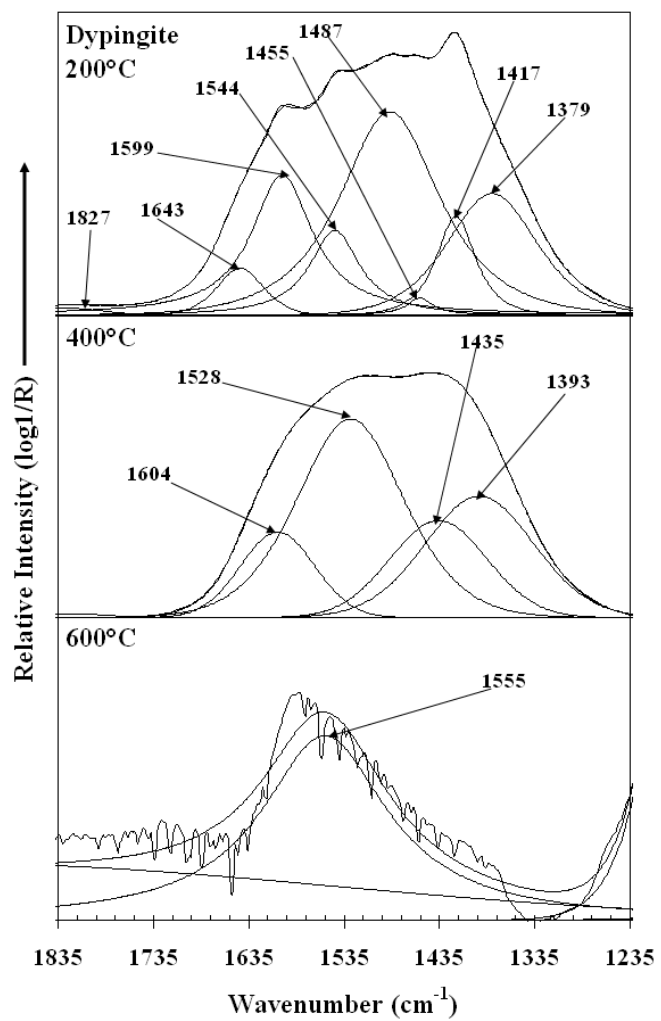 Dypingite
200°C
1487
1455
1544
1417
1379
1599
1643
1827
400°C
1435
1528
1393
1604
600°C
1555
Relative Intensity (log1/R)
1835 1735 1635 1535 1435 1335 1235
Wavenumber (cm⁻¹)